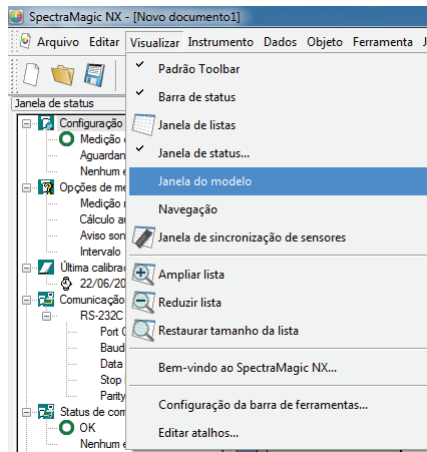 SpectraMagic NX - [Novo documento1]
Arquivo Editar Visualizar Instrumento Dados Objeto Ferramenta
Janela de status
Padrão Toolbar
Barra de status
Janela de listas
Janela de status...
Janela do modelo
Navegação
Janela de sincronização de sensores
Ampliar lista
Reduzir lista
Restaurar tamanho da lista
Bem-vindo ao SpectraMagic NX...
Configuração da barra de ferramentas...
Editar atalhos...
Configuração
Medição
Aguardan
Nenhum
Opções de me
Medição
Cálculo au
Aviso son
Intervalo
Última calibra
22/06/20
Comunicação
RS-232C
Port
Baud
Data
Stop
Parity
Status de com
OK
Nenhum